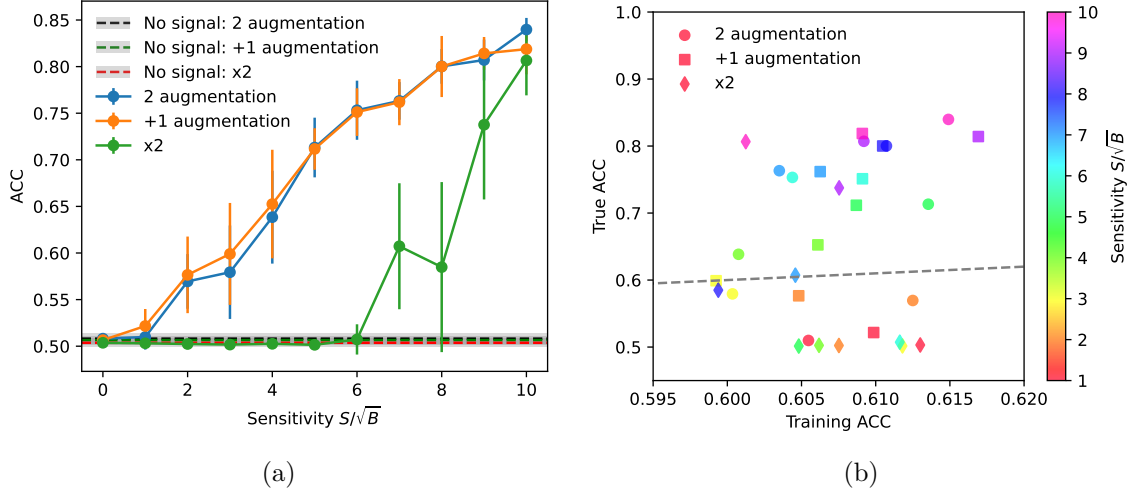 0.85
0.80
0.75
0.70
0.65
0.60
0.55
0.50
ACC
No signal: 2 augmentation
No signal: +1 augmentation
No signal: x2
2 augmentation
+1 augmentation
x2
0 2 4 6 8 10
Sensitivity S/√B
(a)
1.0
0.9
0.8
0.7
0.6
0.5
True ACC
2 augmentation
+1 augmentation
x2
0.595 0.600 0.605 0.610 0.615 0.620
Training ACC
10
9
8
7
6
5
4
3
2
1
Sensitivity S/√B
(b)